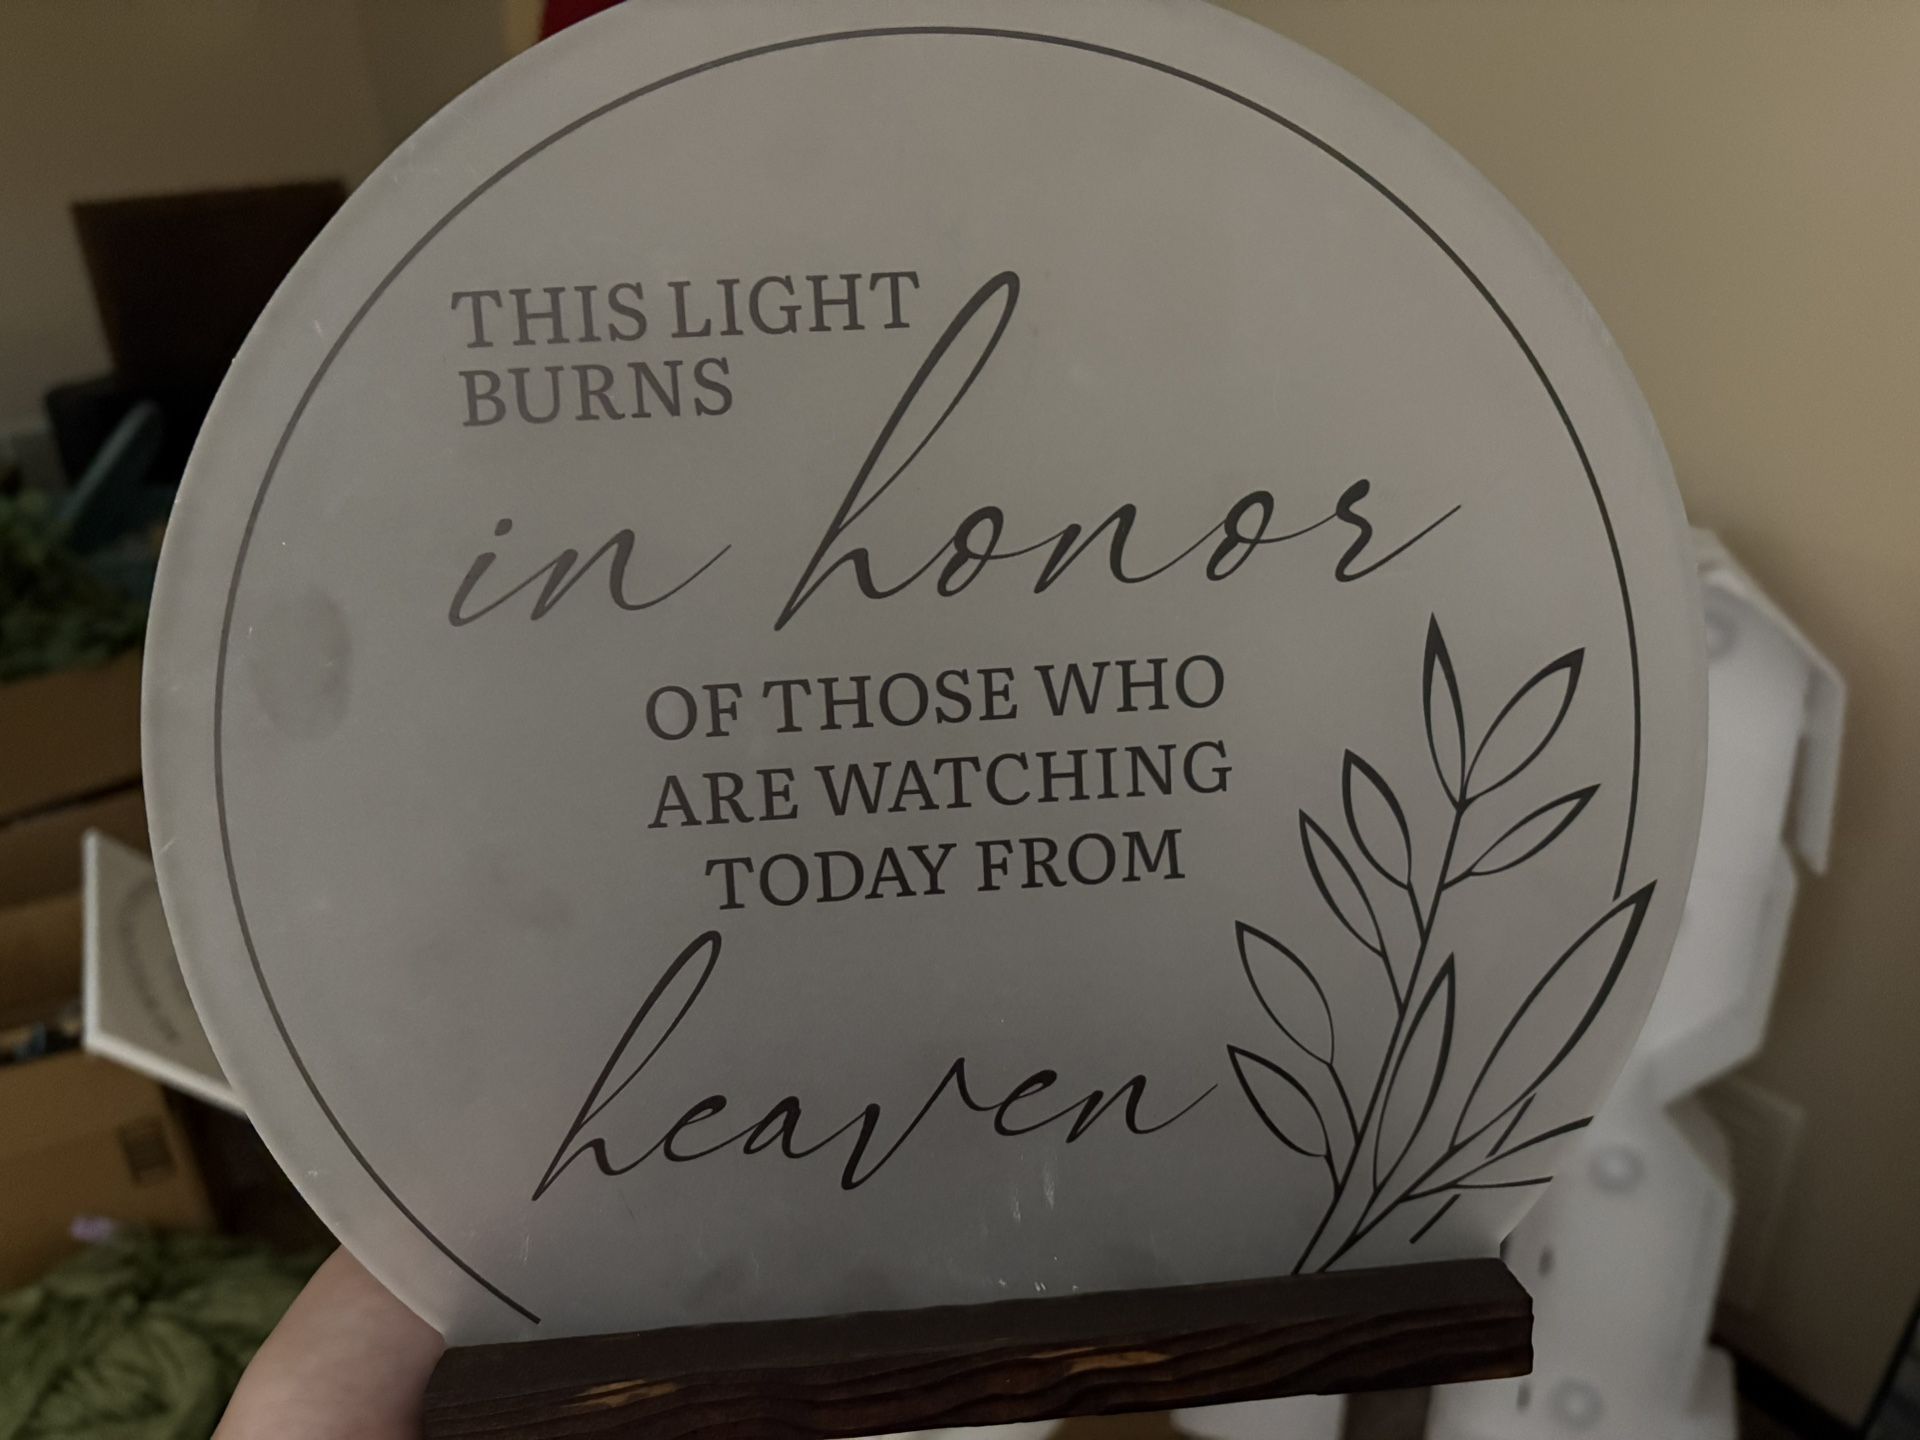 THIS LIGHT
BURNS
in honor
OF THOSE WHO
ARE WATCHING
TODAY FROM
heaven